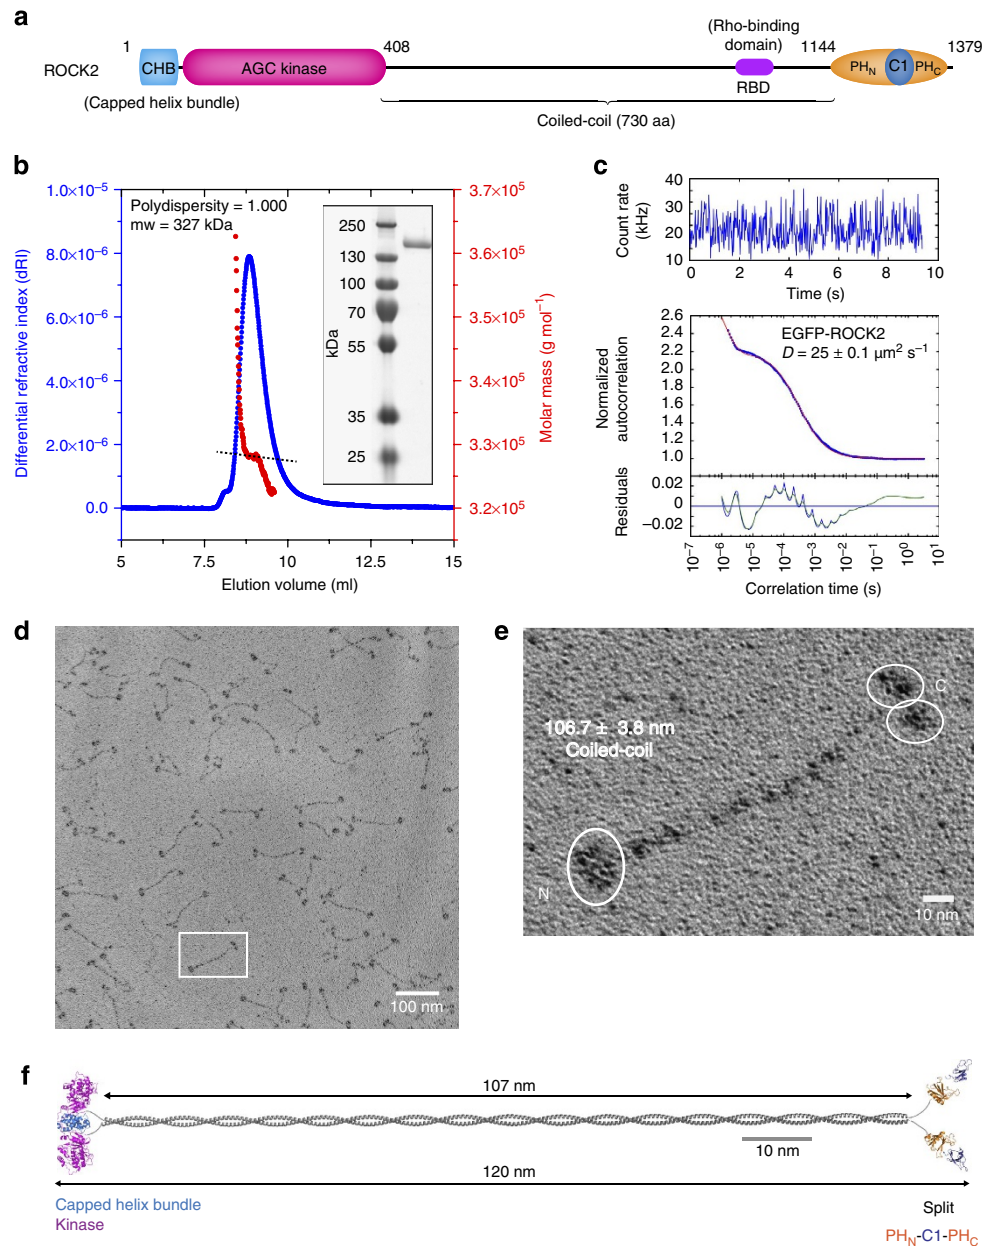 a
1
408
(Rho-binding
domain)
1144
1379
ROCK2
CHB
AGC kinase
RBD
PHN
C1
PHC
(Capped helix bundle)
Coiled-coil (730 aa)
b
1.0×10−5
8.0×10−6
6.0×10−6
4.0×10−6
2.0×10−6
0.0
Differential refractive index (dRI)
Polydispersity = 1.000
mw = 327 kDa
kDa
250
130
100
70
55
35
25
3.7×105
3.6×105
3.5×105
3.4×105
3.3×105
3.2×105
Molar mass (g mol−1)
5
7.5
10
12.5
15
Elution volume (ml)
c
Count rate
(kHz)
40
30
20
10
0
2
4
6
8
10
Time (s)
Normalized
autocorrelation
2.6
2.2
2.0
1.8
1.6
1.4
1.2
1.0
EGFP-ROCK2
D = 25 ± 0.1 µm2 s−1
Residuals
0.02
0
−0.02
10−7
10−6
10−5
10−4
10−3
10−2
10−1
100
101
Correlation time (s)
d
100 nm
e
106.7 ± 3.8 nm
Coiled-coil
C
N
10 nm
f
107 nm
10 nm
120 nm
Capped helix bundle
Kinase
Split
PHN-C1-PHC